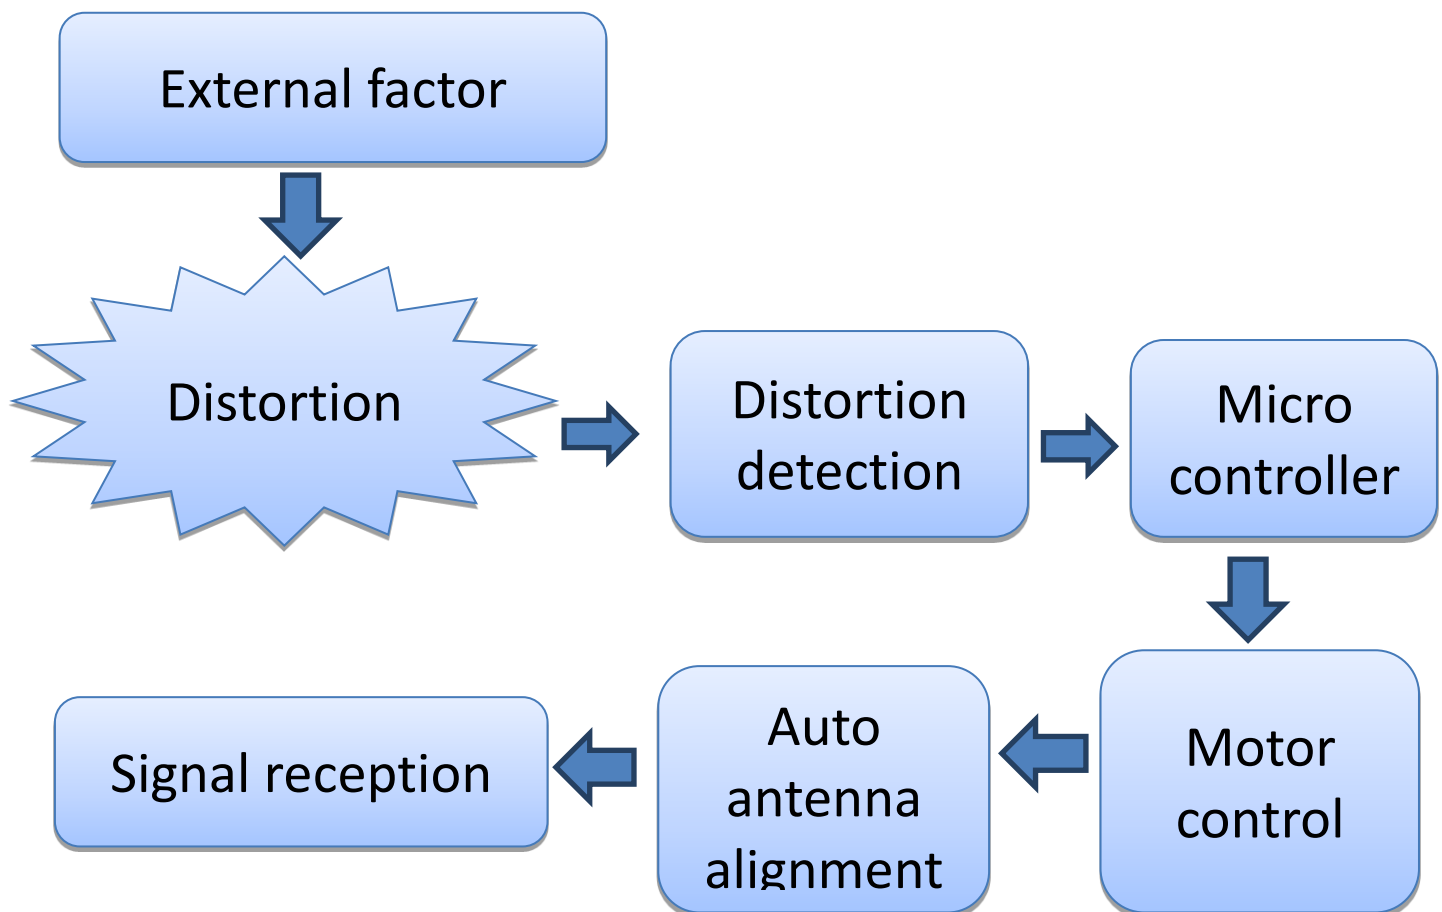 External factor
Distortion
Distortion
detection
Micro
controller
Motor
control
Auto
antenna
alignment
Signal reception